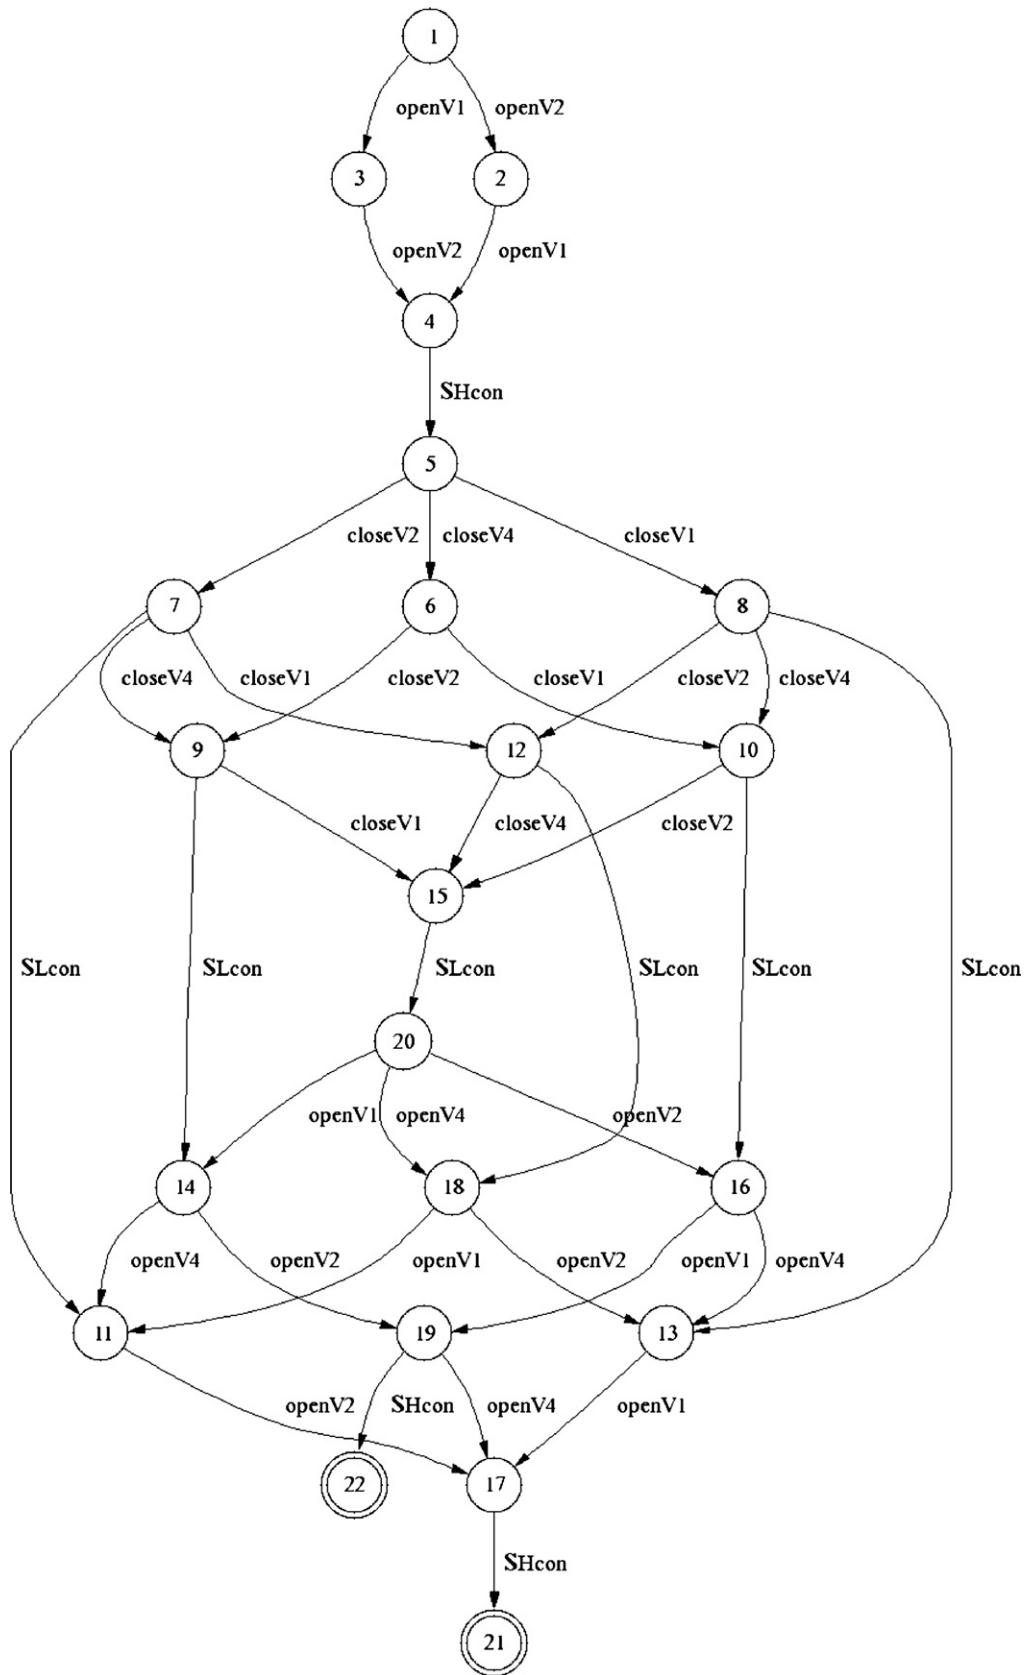 1
openV1 openV2
3 2
openV2 openV1
4
SHcon
5
closeV2 closeV4 closeV1
7 6 8
closeV4 closeV1 closeV2 closeV1 closeV2 closeV4
9 12 10
closeV1 closeV4 closeV2
15
SLcon SLcon SLcon SLcon SLcon SLcon
20
openV1 openV4 openV2
14 18 16
openV4 openV2 openV1 openV2 openV1 openV4
11 19 13
openV2 SHcon openV4 openV1
22 17
SHcon
21